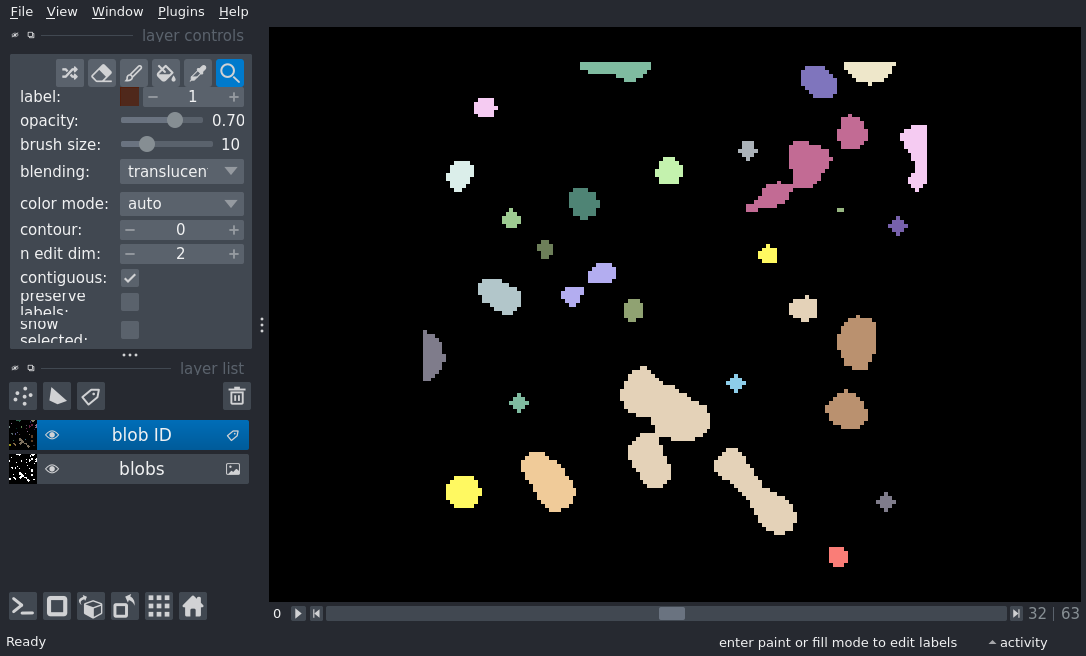 File View Window Plugins Help
layer controls
label: 1
opacity: 0.70
brush size: 10
blending: translucen
color mode: auto
contour: 0
n edit dim: 2
contiguous:
preserve
labels:
show
selected:
layer list
blob ID
blobs
0 32 | 63
Ready enter paint or fill mode to edit labels activity